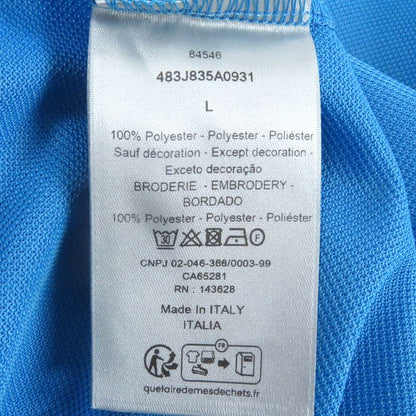 84546
483J835A0931
L
100% Polyester - Polyester - Poliéster
Sauf décoration - Except decoration -
Exceto decoração
BRODERIE - EMBRODERY -
BORDADO
100% Polyester - Polyester - Poliéster
30 F
CNPJ 02-046-366/0003-99
CA65281
RN : 143628
Made In ITALY
ITALIA
FR
quefairedemesdechets.fr